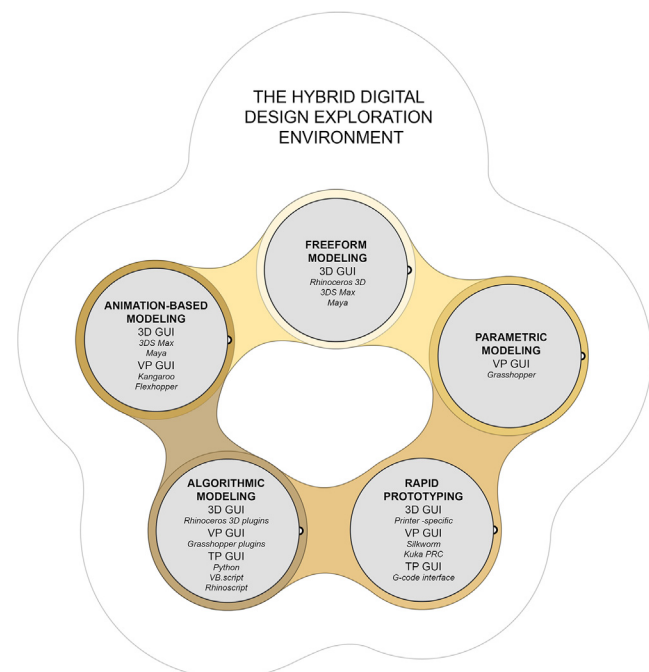 THE HYBRID DIGITAL
DESIGN EXPLORATION
ENVIRONMENT
FREEFORM
MODELING
3D GUI
Rhinoceros 3D
3DS Max
Maya
ANIMATION-BASED
MODELING
3D GUI
3DS Max
Maya
VP GUI
Kangaroo
Flexhopper
PARAMETRIC
MODELING
VP GUI
Grasshopper
ALGORITHMIC
MODELING
3D GUI
Rhinoceros 3D plugins
VP GUI
Grasshopper plugins
TP GUI
Python
VB.script
Rhinoscript
RAPID
PROTOTYPING
3D GUI
Printer -specific
VP GUI
Silkworm
Kuka PRC
TP GUI
G-code interface